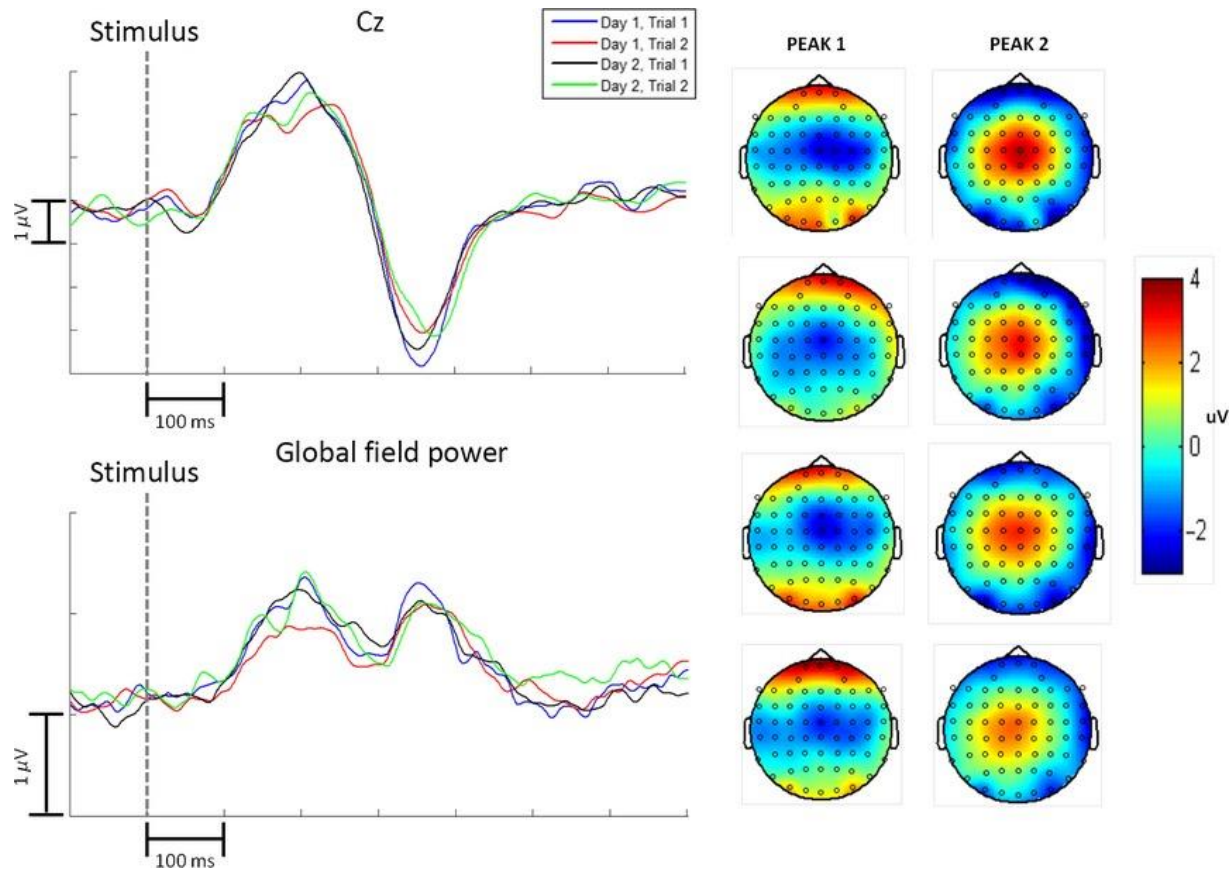 Stimulus
Cz
Day 1, Trial 1
Day 1, Trial 2
Day 2, Trial 1
Day 2, Trial 2
1 μV
100 ms
Stimulus
Global field power
1 μV
100 ms
PEAK 1
PEAK 2
4
2
uV
0
−2